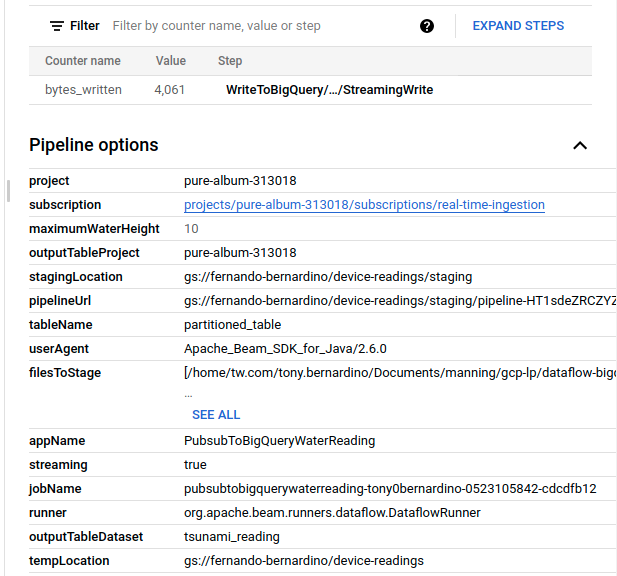 Filter Filter by counter name, value or step ? EXPAND STEPS
Counter name Value Step
bytes_written 4,061 WriteToBigQuery/.../StreamingWrite
Pipeline options
project pure-album-313018
subscription projects/pure-album-313018/subscriptions/real-time-ingestion
maximumWaterHeight 10
outputTableProject pure-album-313018
stagingLocation gs://fernando-bernardino/device-readings/staging
pipelineUrl gs://fernando-bernardino/device-readings/staging/pipeline-HT1sdeZRCZYZ
tableName partitioned_table
userAgent Apache_Beam_SDK_for_Java/2.6.0
filesToStage [/home/tw.com/tony.bernardino/Documents/manning/gcp-lp/dataflow-bigq
...
SEE ALL
appName PubsubToBigQueryWaterReading
streaming true
jobName pubsubtobigquerywaterreading-tony0bernardino-0523105842-cdcdfb12
runner org.apache.beam.runners.dataflow.DataflowRunner
outputTableDataset tsunami_reading
tempLocation gs://fernando-bernardino/device-readings